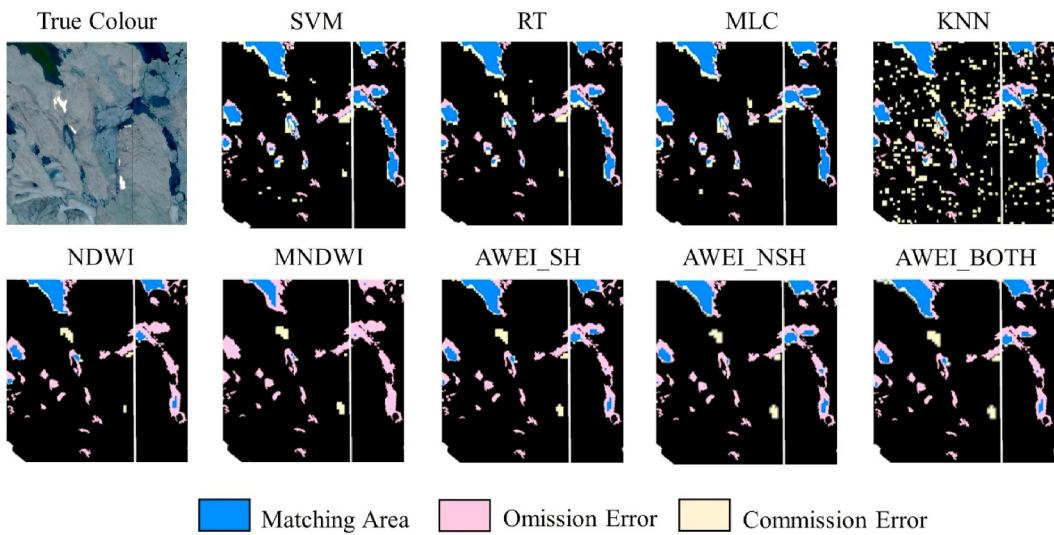 True Colour SVM RT MLC KNN
NDWI MNDWI AWEI_SH AWEI_NSH AWEI_BOTH
Matching Area Omission Error Commission Error